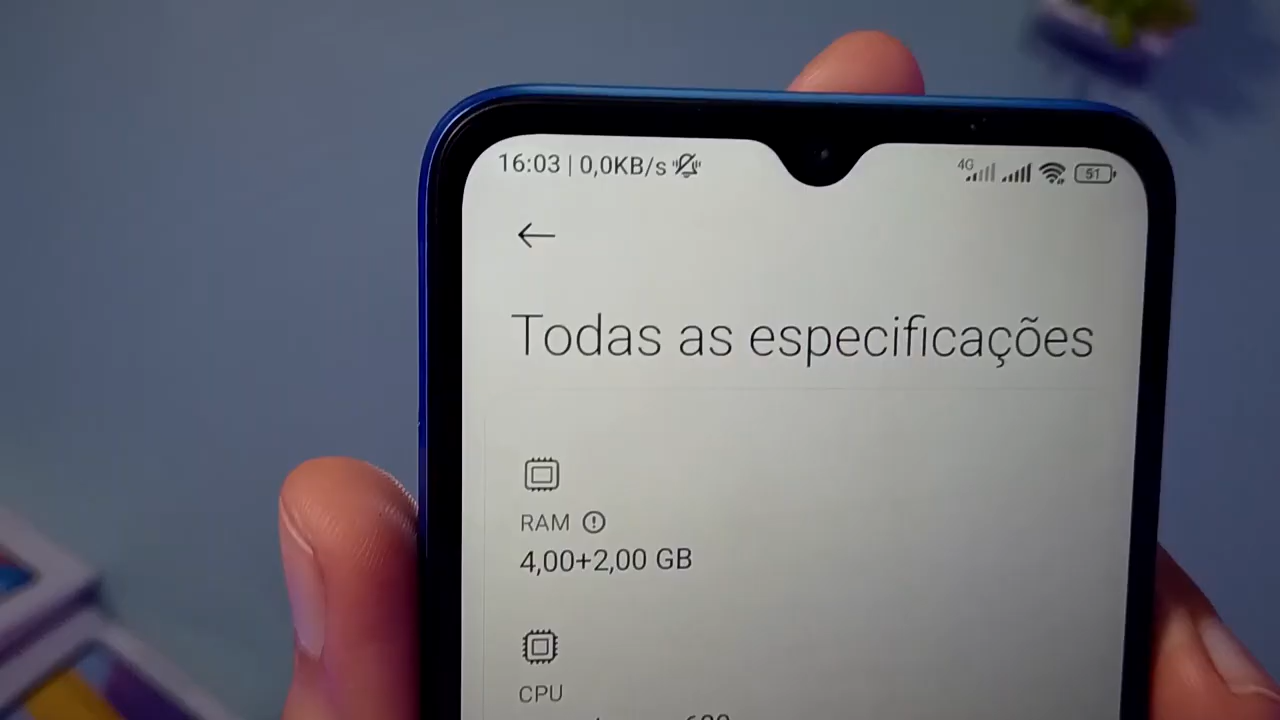 16:03 | 0,0KB/s
4G 51
Todas as especificações
RAM
4,00+2,00 GB
CPU